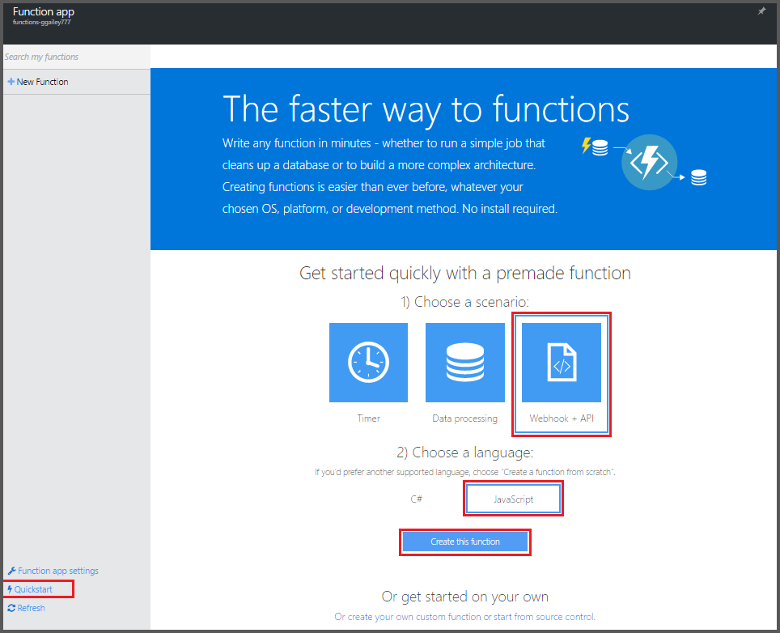 Function app
functions-ggailey777
Search my functions
New Function
The faster way to functions
Write any function in minutes - whether to run a simple job that
cleans up a database or to build a more complex architecture.
Creating functions is easier than ever before, whatever your
chosen OS, platform, or development method. No install required.
Get started quickly with a premade function
1) Choose a scenario:
Timer
Data processing
Webhook + API
2) Choose a language:
If you'd prefer another supported language, choose "Create a function from scratch".
C#
JavaScript
Create this function
Function app settings
Quickstart
Refresh
Or get started on your own
Or create your own custom function or start from source control.